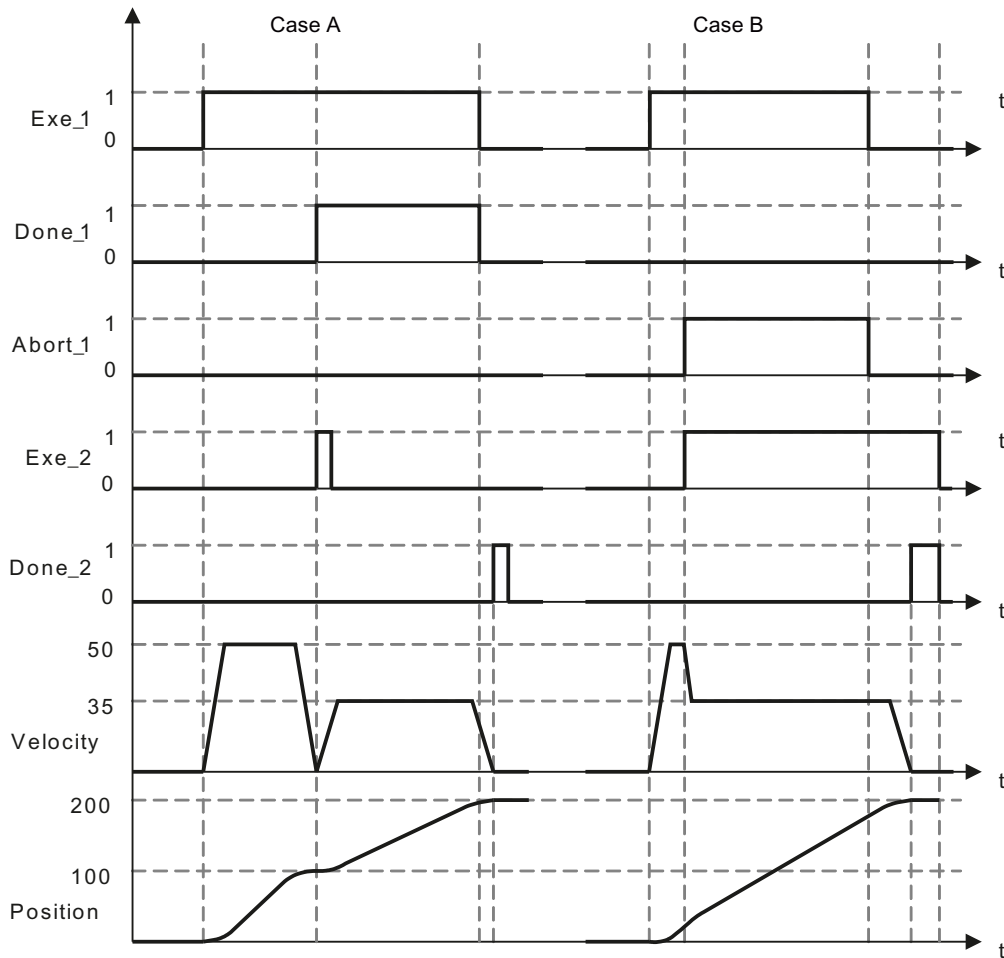 Case A Case B
1 t
Exe_1
0
1
Done_1
0 t
1
Abort_1
0
1 t
Exe_2
0
1
Done_2
0 t
50
35
Velocity
t
200
100
Position
t